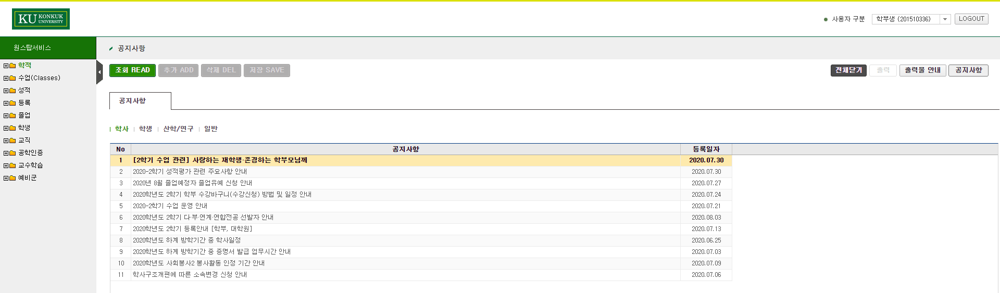 KU KONKUK UNIVERSITY
사용자 구분 학부생 (201510336) LOGOUT
원스탑서비스
공지사항
학적
수업(Classes)
성적
등록
졸업
학생
교직
공학인증
교수학습
예비군
조회 READ 추가 ADD 삭제 DEL 저장 SAVE 전체닫기 출력 출력물 안내 공지사항
공지사항
학사 학생 산학/연구 일반
No 공지사항 등록일자
1 [2학기 수업 관련] 사랑하는 재학생·존경하는 학부모님께 2020.07.30
2 2020-2학기 성적평가 관련 주요사항 안내 2020.07.30
3 2020년 8월 졸업예정자 졸업유예 신청 안내 2020.07.27
4 2020학년도 2학기 학부 수강바구니(수강신청) 방법 및 일정 안내 2020.07.24
5 2020-2학기 수업 운영 안내 2020.07.21
6 2020학년도 2학기 다·부·연계·연합전공 선발자 안내 2020.08.03
7 2020학년도 2학기 등록안내 [학부, 대학원] 2020.07.13
8 2020학년도 하계 방학기간 중 학사일정 2020.06.25
9 2020학년도 하계 방학기간 중 증명서 발급 업무시간 안내 2020.07.03
10 2020학년도 사회봉사2 봉사활동 인정 기간 안내 2020.07.09
11 학사구조개편에 따른 소속변경 신청 안내 2020.07.06